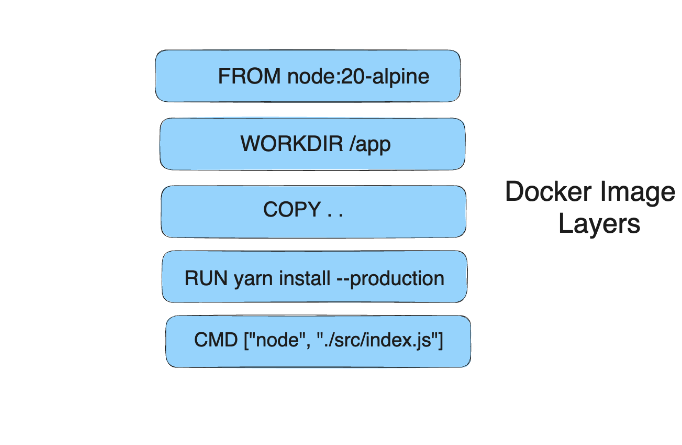 FROM node:20-alpine
WORKDIR /app
COPY . .
RUN yarn install --production
CMD ["node", "./src/index.js"]
Docker Image
Layers